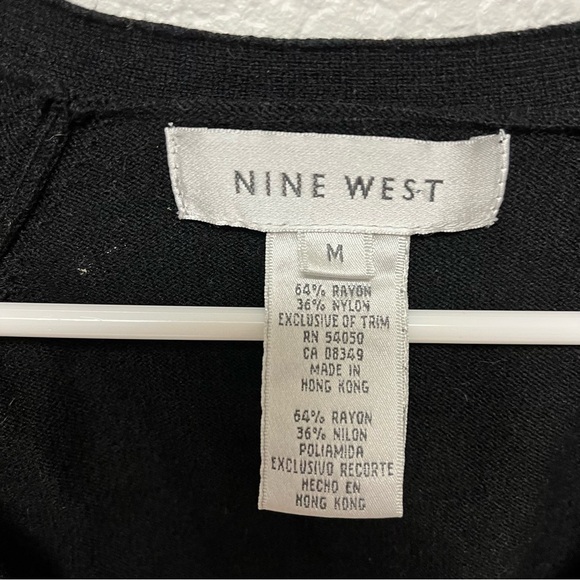 NINE WEST
M
64% RAYON
36% NYLON
EXCLUSIVE OF TRIM
RN 54050
CA 08349
MADE IN
HONG KONG
64% RAYON
36% NILON
POLIAMIDA
EXCLUSIVO RECORTE
HECHO EN
HONG KONG